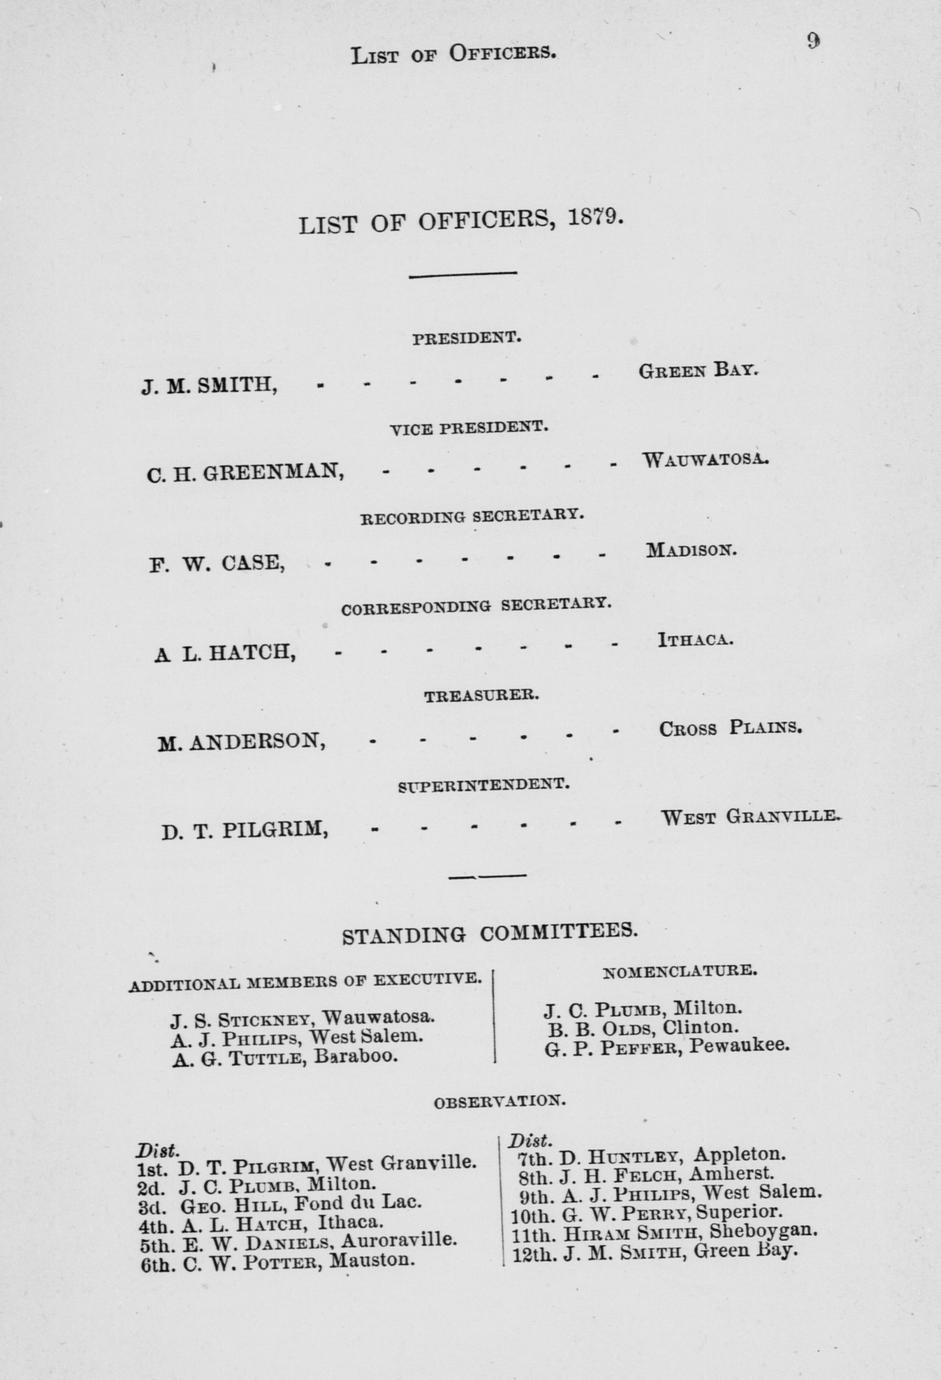 LIST OF OFFICERS.
9
LIST OF OFFICERS, 1879.
PRESIDENT.
J. M. SMITH, - - - - - - - GREEN BAY.
VICE PRESIDENT.
C. H. GREENMAN, - - - - - - WAUWATOSA.
RECORDING SECRETARY.
F. W. CASE, - - - - - - - MADISON.
CORRESPONDING SECRETARY.
A L. HATCH, - - - - - - - ITHACA.
TREASURER.
M. ANDERSON, - - - - - - CROSS PLAINS.
SUPERINTENDENT.
D. T. PILGRIM, - - - - - - WEST GRANVILLE.
STANDING COMMITTEES.
ADDITIONAL MEMBERS OF EXECUTIVE.
J. S. STICKNEY, Wauwatosa.
A. J. PHILIPS, West Salem.
A. G. TUTTLE, Baraboo.
NOMENCLATURE.
J. C. PLUMB, Milton.
B. B. OLDS, Clinton.
G. P. PEFFER, Pewaukee.
OBSERVATION.
Dist.
1st. D. T. PILGRIM, West Granville.
2d. J. C. PLUMB, Milton.
3d. GEO. HILL, Fond du Lac.
4th. A. L. HATCH, Ithaca.
5th. E. W. DANIELS, Auroraville.
6th. C. W. POTTER, Mauston.
Dist.
7th. D. HUNTLEY, Appleton.
8th. J. H. FELCH, Amherst.
9th. A. J. PHILIPS, West Salem.
10th. G. W. PERRY, Superior.
11th. HIRAM SMITH, Sheboygan.
12th. J. M. SMITH, Green Bay.